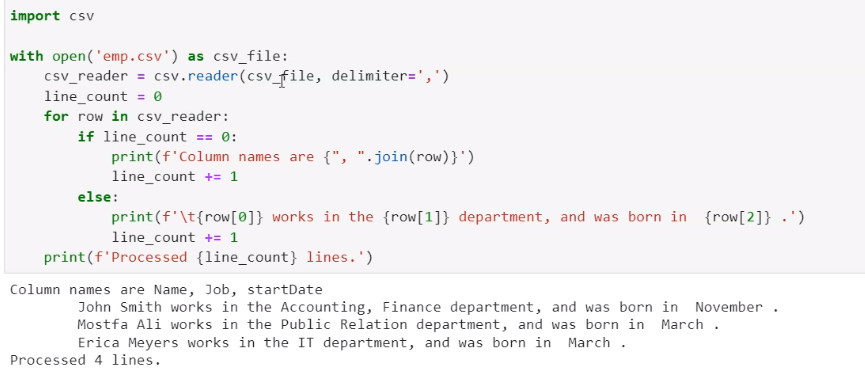 import csv
with open('emp.csv') as csv_file:
    csv_reader = csv.reader(csv_file, delimiter=',')
    line_count = 0
    for row in csv_reader:
        if line_count == 0:
            print(f'Column names are {", ".join(row)}')
            line_count += 1
        else:
            print(f'\t{row[0]} works in the {row[1]} department, and was born in  {row[2]} .')
            line_count += 1
    print(f'Processed {line_count} lines.')
Column names are Name, Job, startDate
        John Smith works in the Accounting, Finance department, and was born in  November .
        Mostfa Ali works in the Public Relation department, and was born in  March .
        Erica Meyers works in the IT department, and was born in  March .
Processed 4 lines.